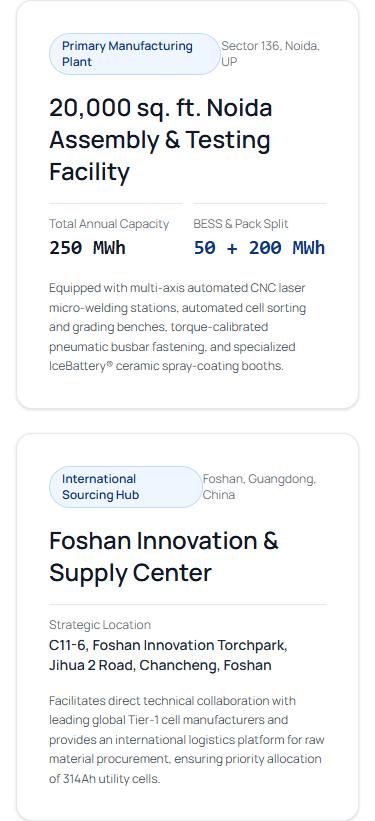 Primary Manufacturing
Plant
Sector 136, Noida,
UP
20,000 sq. ft. Noida
Assembly & Testing
Facility
Total Annual Capacity
250 MWh
BESS & Pack Split
50 + 200 MWh
Equipped with multi-axis automated CNC laser
micro-welding stations, automated cell sorting
and grading benches, torque-calibrated
pneumatic busbar fastening, and specialized
IceBattery® ceramic spray-coating booths.
International
Sourcing Hub
Foshan, Guangdong,
China
Foshan Innovation &
Supply Center
Strategic Location
C11-6, Foshan Innovation Torchpark,
Jihua 2 Road, Chancheng, Foshan
Facilitates direct technical collaboration with
leading global Tier-1 cell manufacturers and
provides an international logistics platform for raw
material procurement, ensuring priority allocation
of 314Ah utility cells.